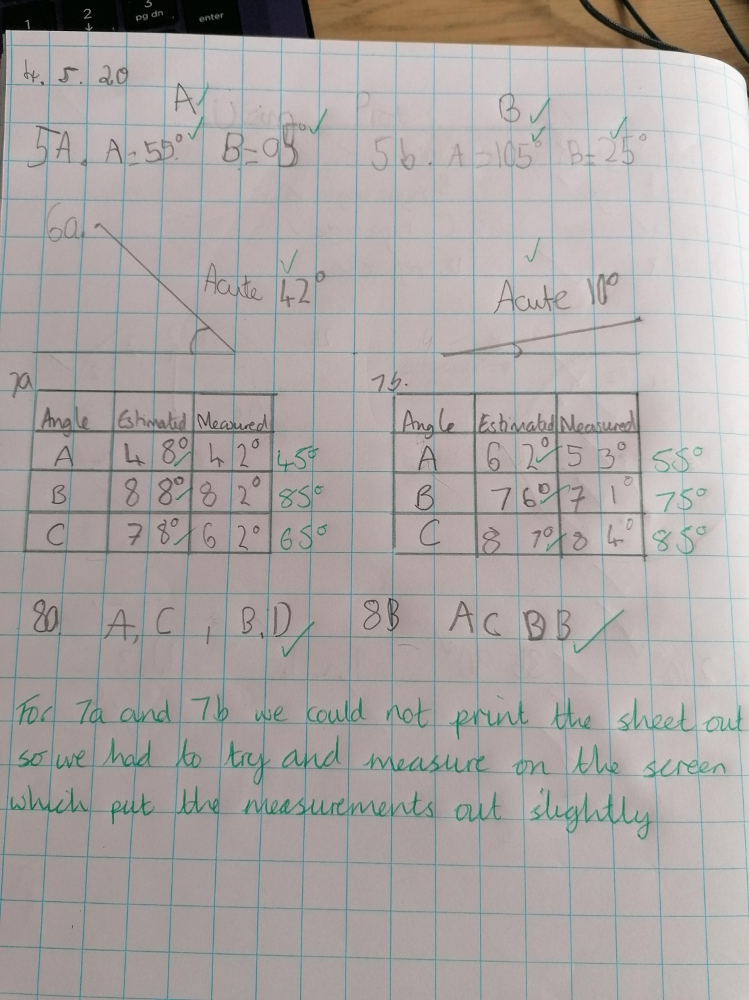 1
2
3
pg dn
enter
4. 5. 20
A
B
5A. A=55° B=95°
5b. A=105° B=25°
6a.
Acute 42°
Acute 10°
7a
Angle Estimated Measured
A 48° 42° 45°
B 88° 82° 85°
C 78° 62° 65°
7b.
Angle Estimated Measured
A 62° 53° 55°
B 76° 71° 75°
C 87° 84° 85°
8a A, C , B, D
8B A C D B
For 7a and 7b we could not print the sheet out
so we had to try and measure on the screen
which put the measurements out slightly